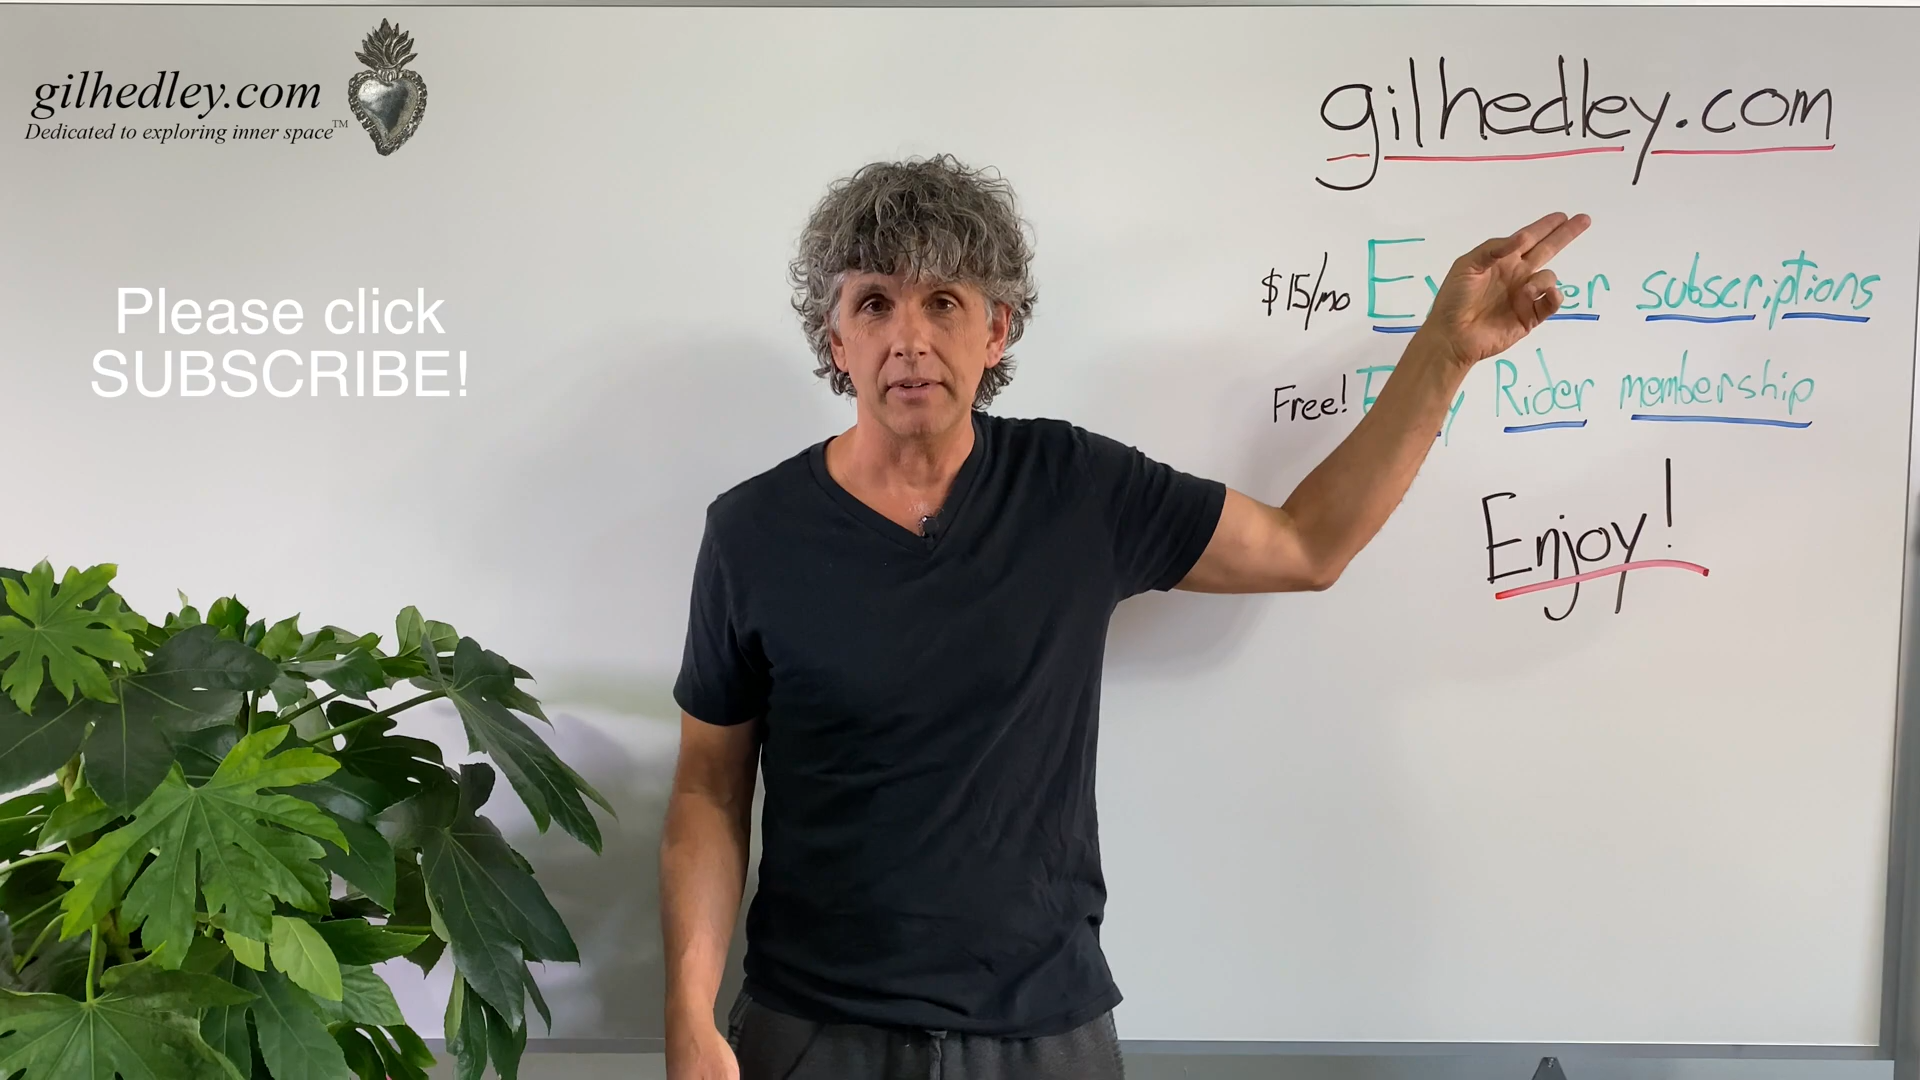 gilhedley.com
Dedicated to exploring inner space™
Please click
SUBSCRIBE!
gilhedley.com
$15/mo subscriptions
Free! Rider membership
Enjoy!